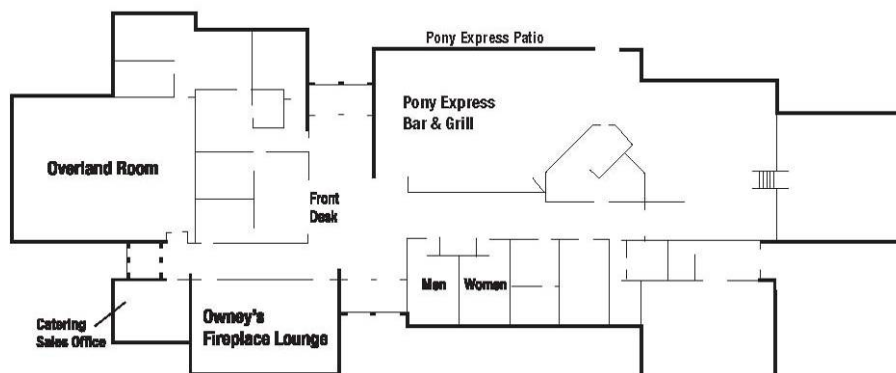 Pony Express Patio
Pony Express
Bar & Grill
Overland Room
Front
Desk
Men
Women
Owney's
Fireplace Lounge
Catering
Sales Office